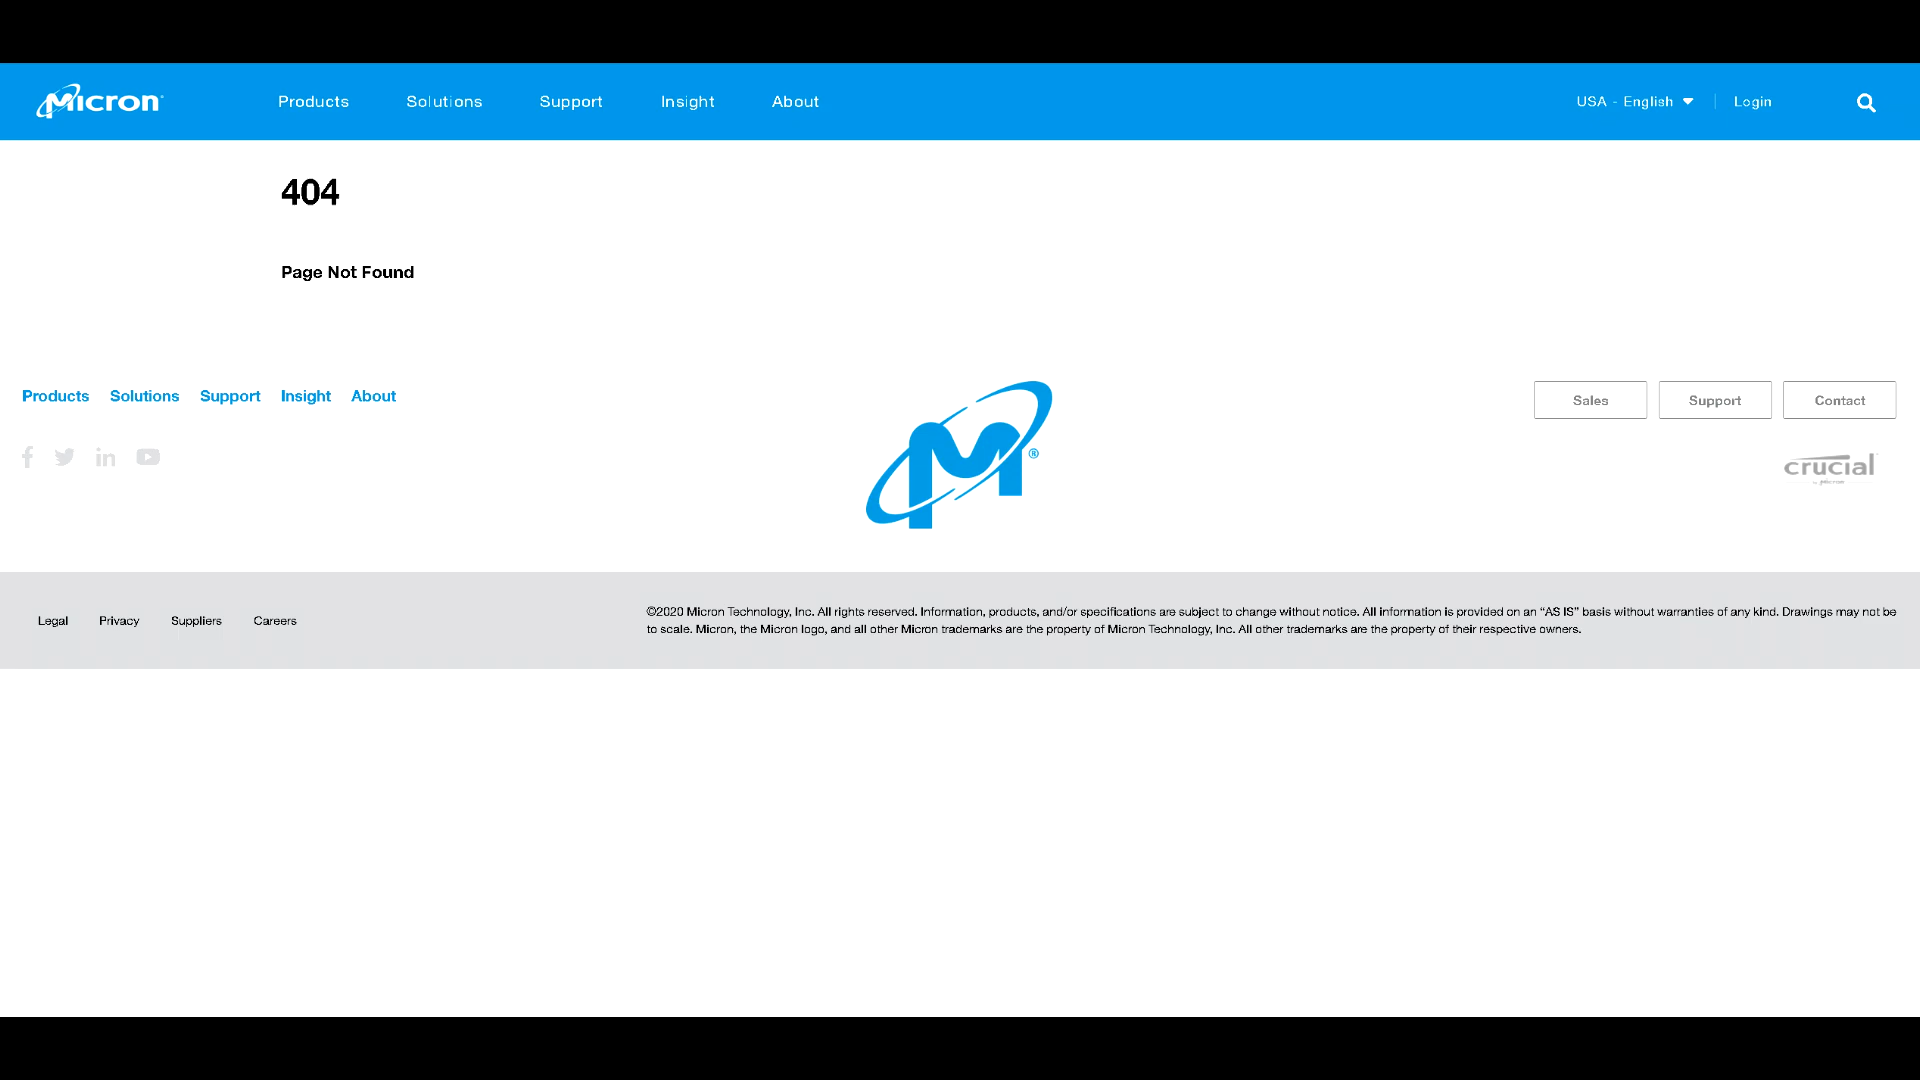 Micron Products Solutions Support Insight About USA - English Login
404
Page Not Found
Products Solutions Support Insight About
Sales Support Contact
M®
crucial
Legal Privacy Suppliers Careers
©2020 Micron Technology, Inc. All rights reserved. Information, products, and/or specifications are subject to change without notice. All information is provided on an “AS IS” basis without warranties of any kind. Drawings may not be
to scale. Micron, the Micron logo, and all other Micron trademarks are the property of Micron Technology, Inc. All other trademarks are the property of their respective owners.